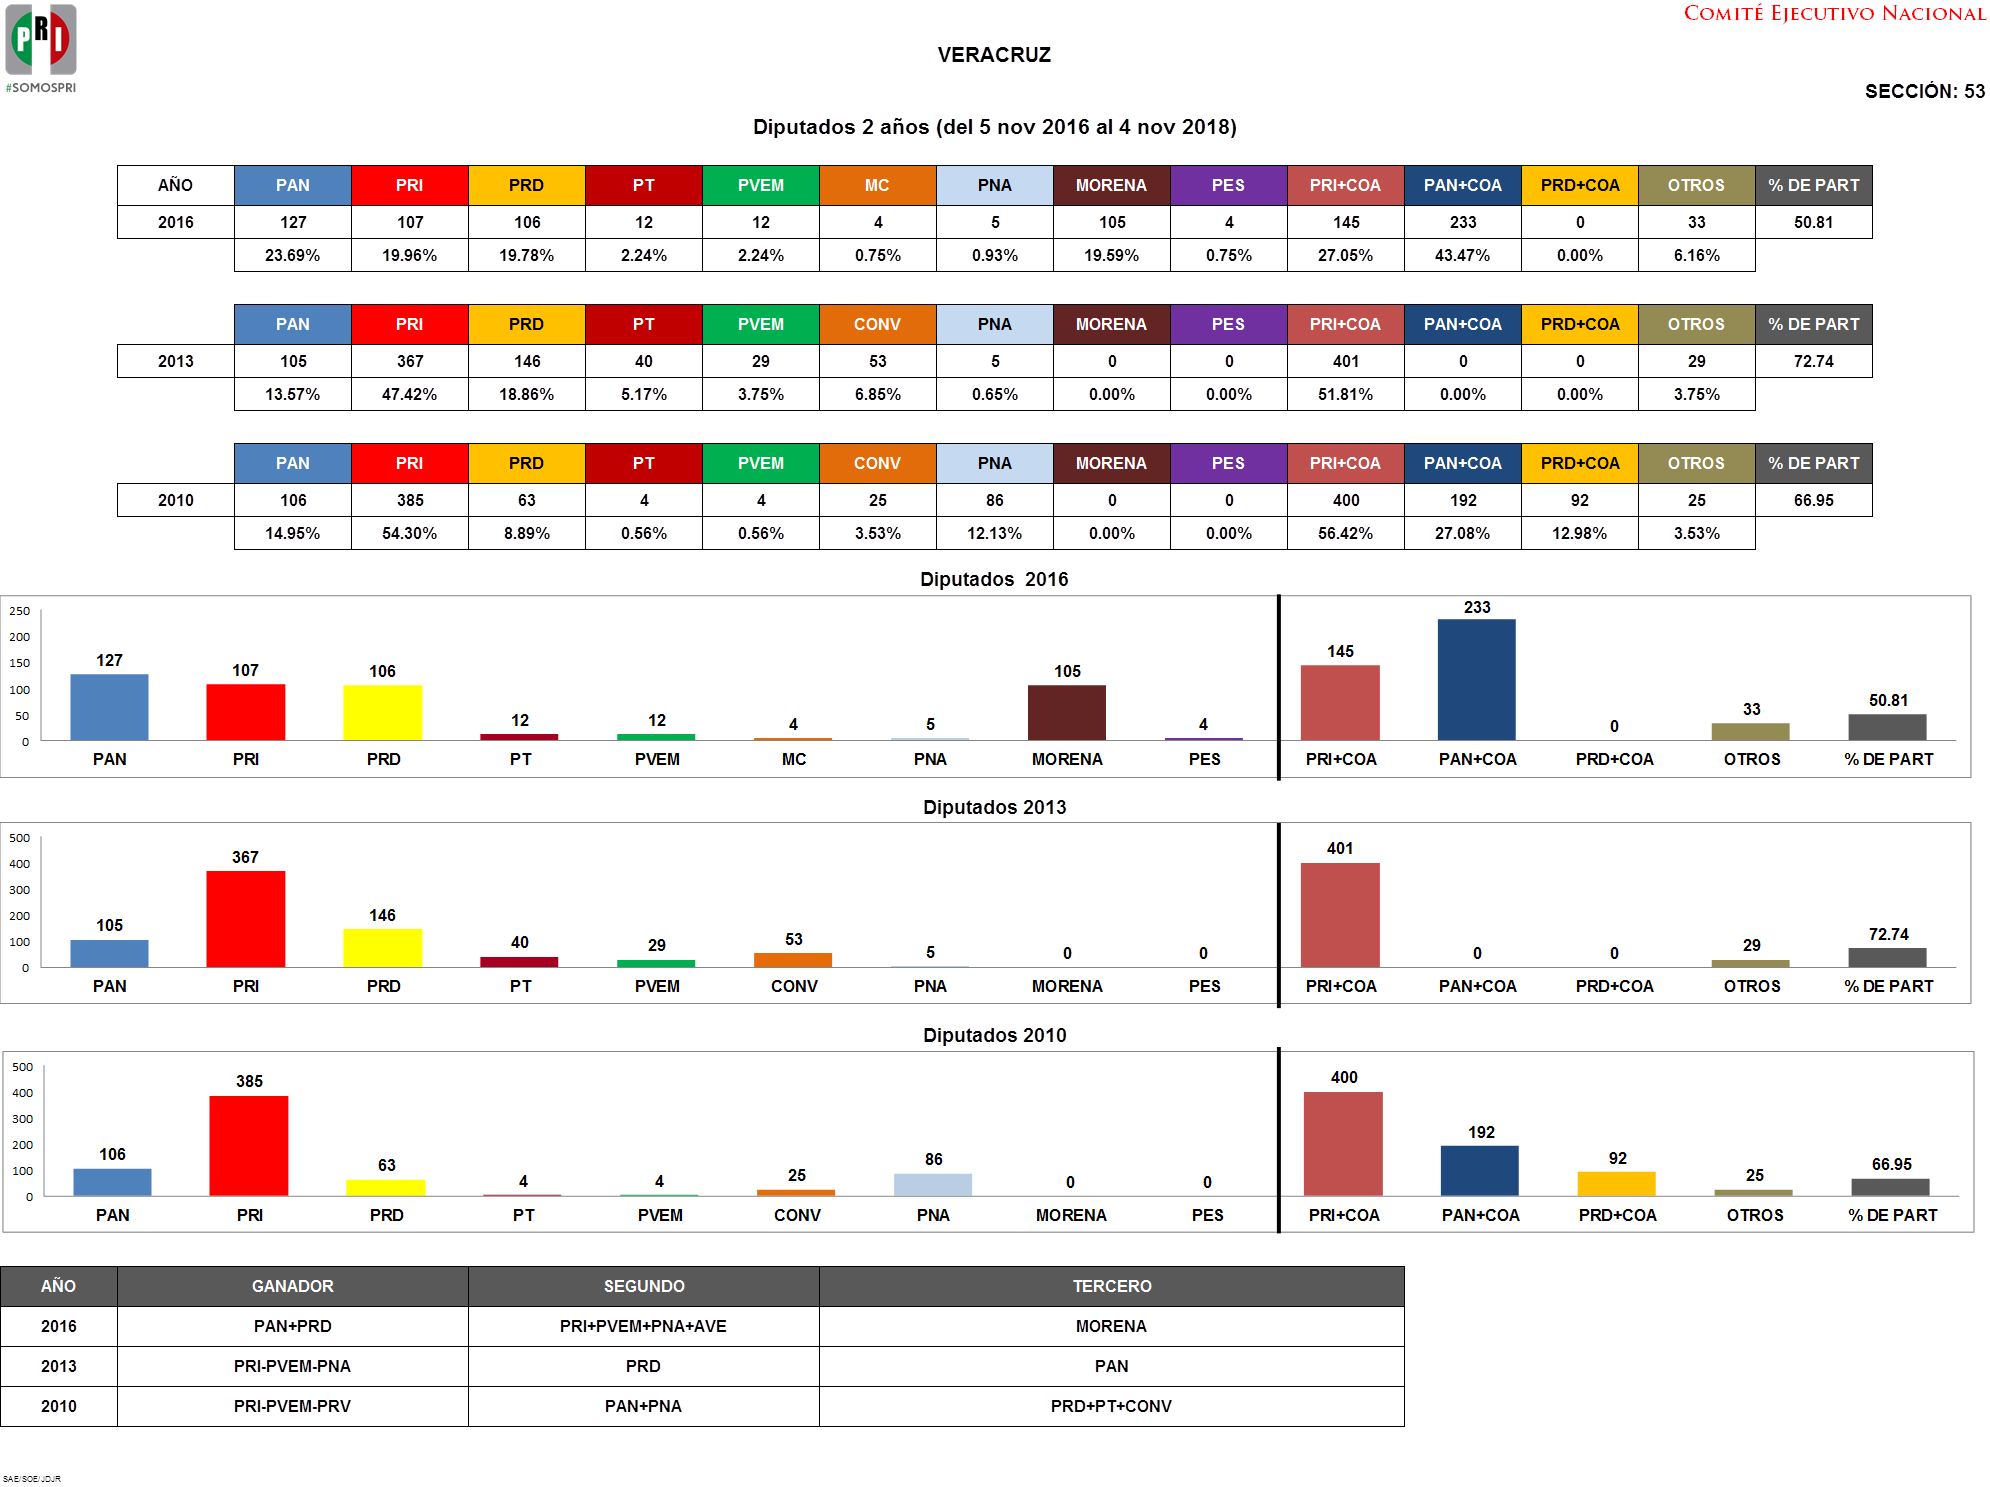 PRI
#SOMOSPRI
COMITÉ EJECUTIVO NACIONAL
VERACRUZ
SECCIÓN: 53
Diputados 2 años (del 5 nov 2016 al 4 nov 2018)
AÑO PAN PRI PRD PT PVEM MC PNA MORENA PES PRI+COA PAN+COA PRD+COA OTROS % DE PART
2016 127 107 106 12 12 4 5 105 4 145 233 0 33 50.81
23.69% 19.96% 19.78% 2.24% 2.24% 0.75% 0.93% 19.59% 0.75% 27.05% 43.47% 0.00% 6.16%
PAN PRI PRD PT PVEM CONV PNA MORENA PES PRI+COA PAN+COA PRD+COA OTROS % DE PART
2013 105 367 146 40 29 53 5 0 0 401 0 0 29 72.74
13.57% 47.42% 18.86% 5.17% 3.75% 6.85% 0.65% 0.00% 0.00% 51.81% 0.00% 0.00% 3.75%
PAN PRI PRD PT PVEM CONV PNA MORENA PES PRI+COA PAN+COA PRD+COA OTROS % DE PART
2010 106 385 63 4 4 25 86 0 0 400 192 92 25 66.95
14.95% 54.30% 8.89% 0.56% 0.56% 3.53% 12.13% 0.00% 0.00% 56.42% 27.08% 12.98% 3.53%
Diputados 2016
250
200
150
100
50
0
127 107 106 12 12 4 5 105 4 145 233 0 33 50.81
PAN PRI PRD PT PVEM MC PNA MORENA PES PRI+COA PAN+COA PRD+COA OTROS % DE PART
Diputados 2013
500
400
300
200
100
0
105 367 146 40 29 53 5 0 0 401 0 0 29 72.74
PAN PRI PRD PT PVEM CONV PNA MORENA PES PRI+COA PAN+COA PRD+COA OTROS % DE PART
Diputados 2010
500
400
300
200
100
0
106 385 63 4 4 25 86 0 0 400 192 92 25 66.95
PAN PRI PRD PT PVEM CONV PNA MORENA PES PRI+COA PAN+COA PRD+COA OTROS % DE PART
AÑO GANADOR SEGUNDO TERCERO
2016 PAN+PRD PRI+PVEM+PNA+AVE MORENA
2013 PRI-PVEM-PNA PRD PAN
2010 PRI-PVEM-PRV PAN+PNA PRD+PT+CONV
SAE/SOE/JDJR